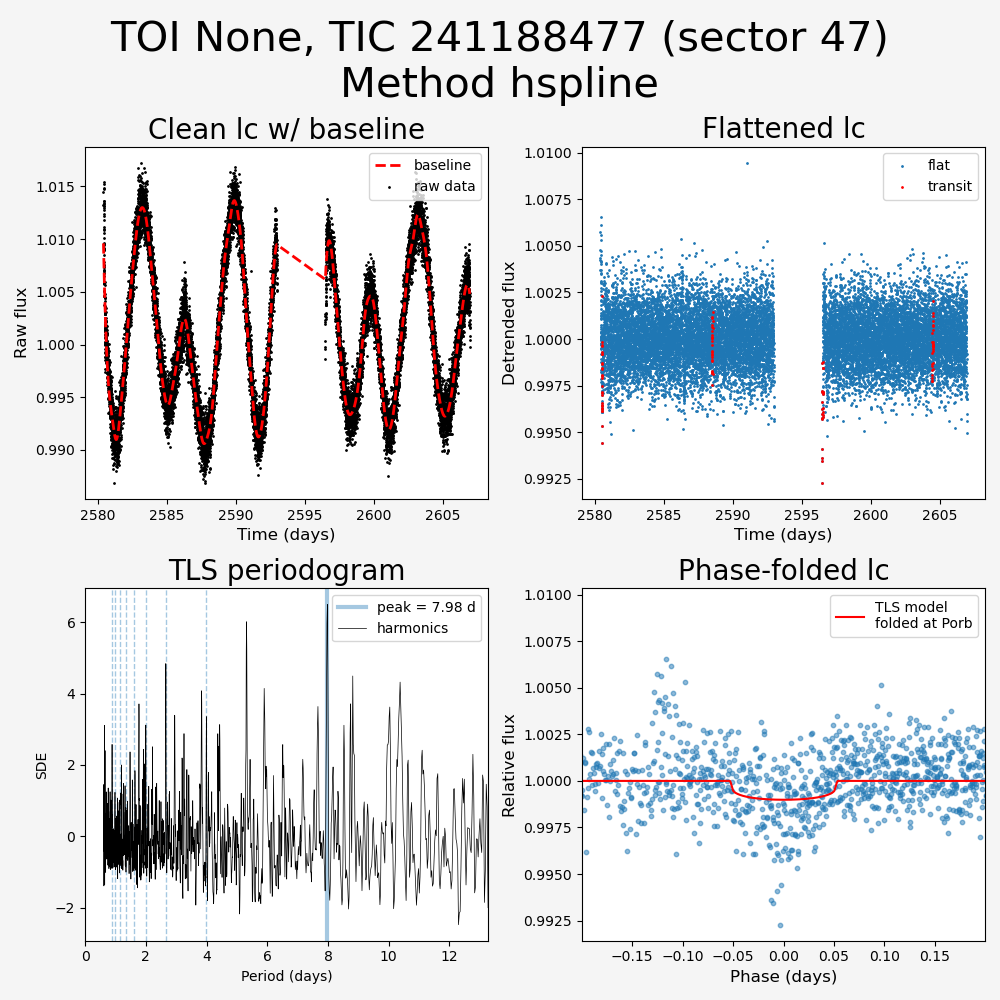 TOI None, TIC 241188477 (sector 47)
Method hspline
Clean lc w/ baseline
Flattened lc
baseline
raw data
flat
transit
1.015
1.010
1.005
1.000
0.995
0.990
Raw flux
2580
2585
2590
2595
2600
2605
Time (days)
1.0100
1.0075
1.0050
1.0025
1.0000
0.9975
0.9950
0.9925
Detrended flux
2580
2585
2590
2595
2600
2605
Time (days)
TLS periodogram
Phase-folded lc
peak = 7.98 d
harmonics
TLS model
folded at Porb
6
4
2
0
−2
SDE
0
2
4
6
8
10
12
Period (days)
1.0100
1.0075
1.0050
1.0025
1.0000
0.9975
0.9950
0.9925
Relative flux
−0.15
−0.10
−0.05
0.00
0.05
0.10
0.15
Phase (days)